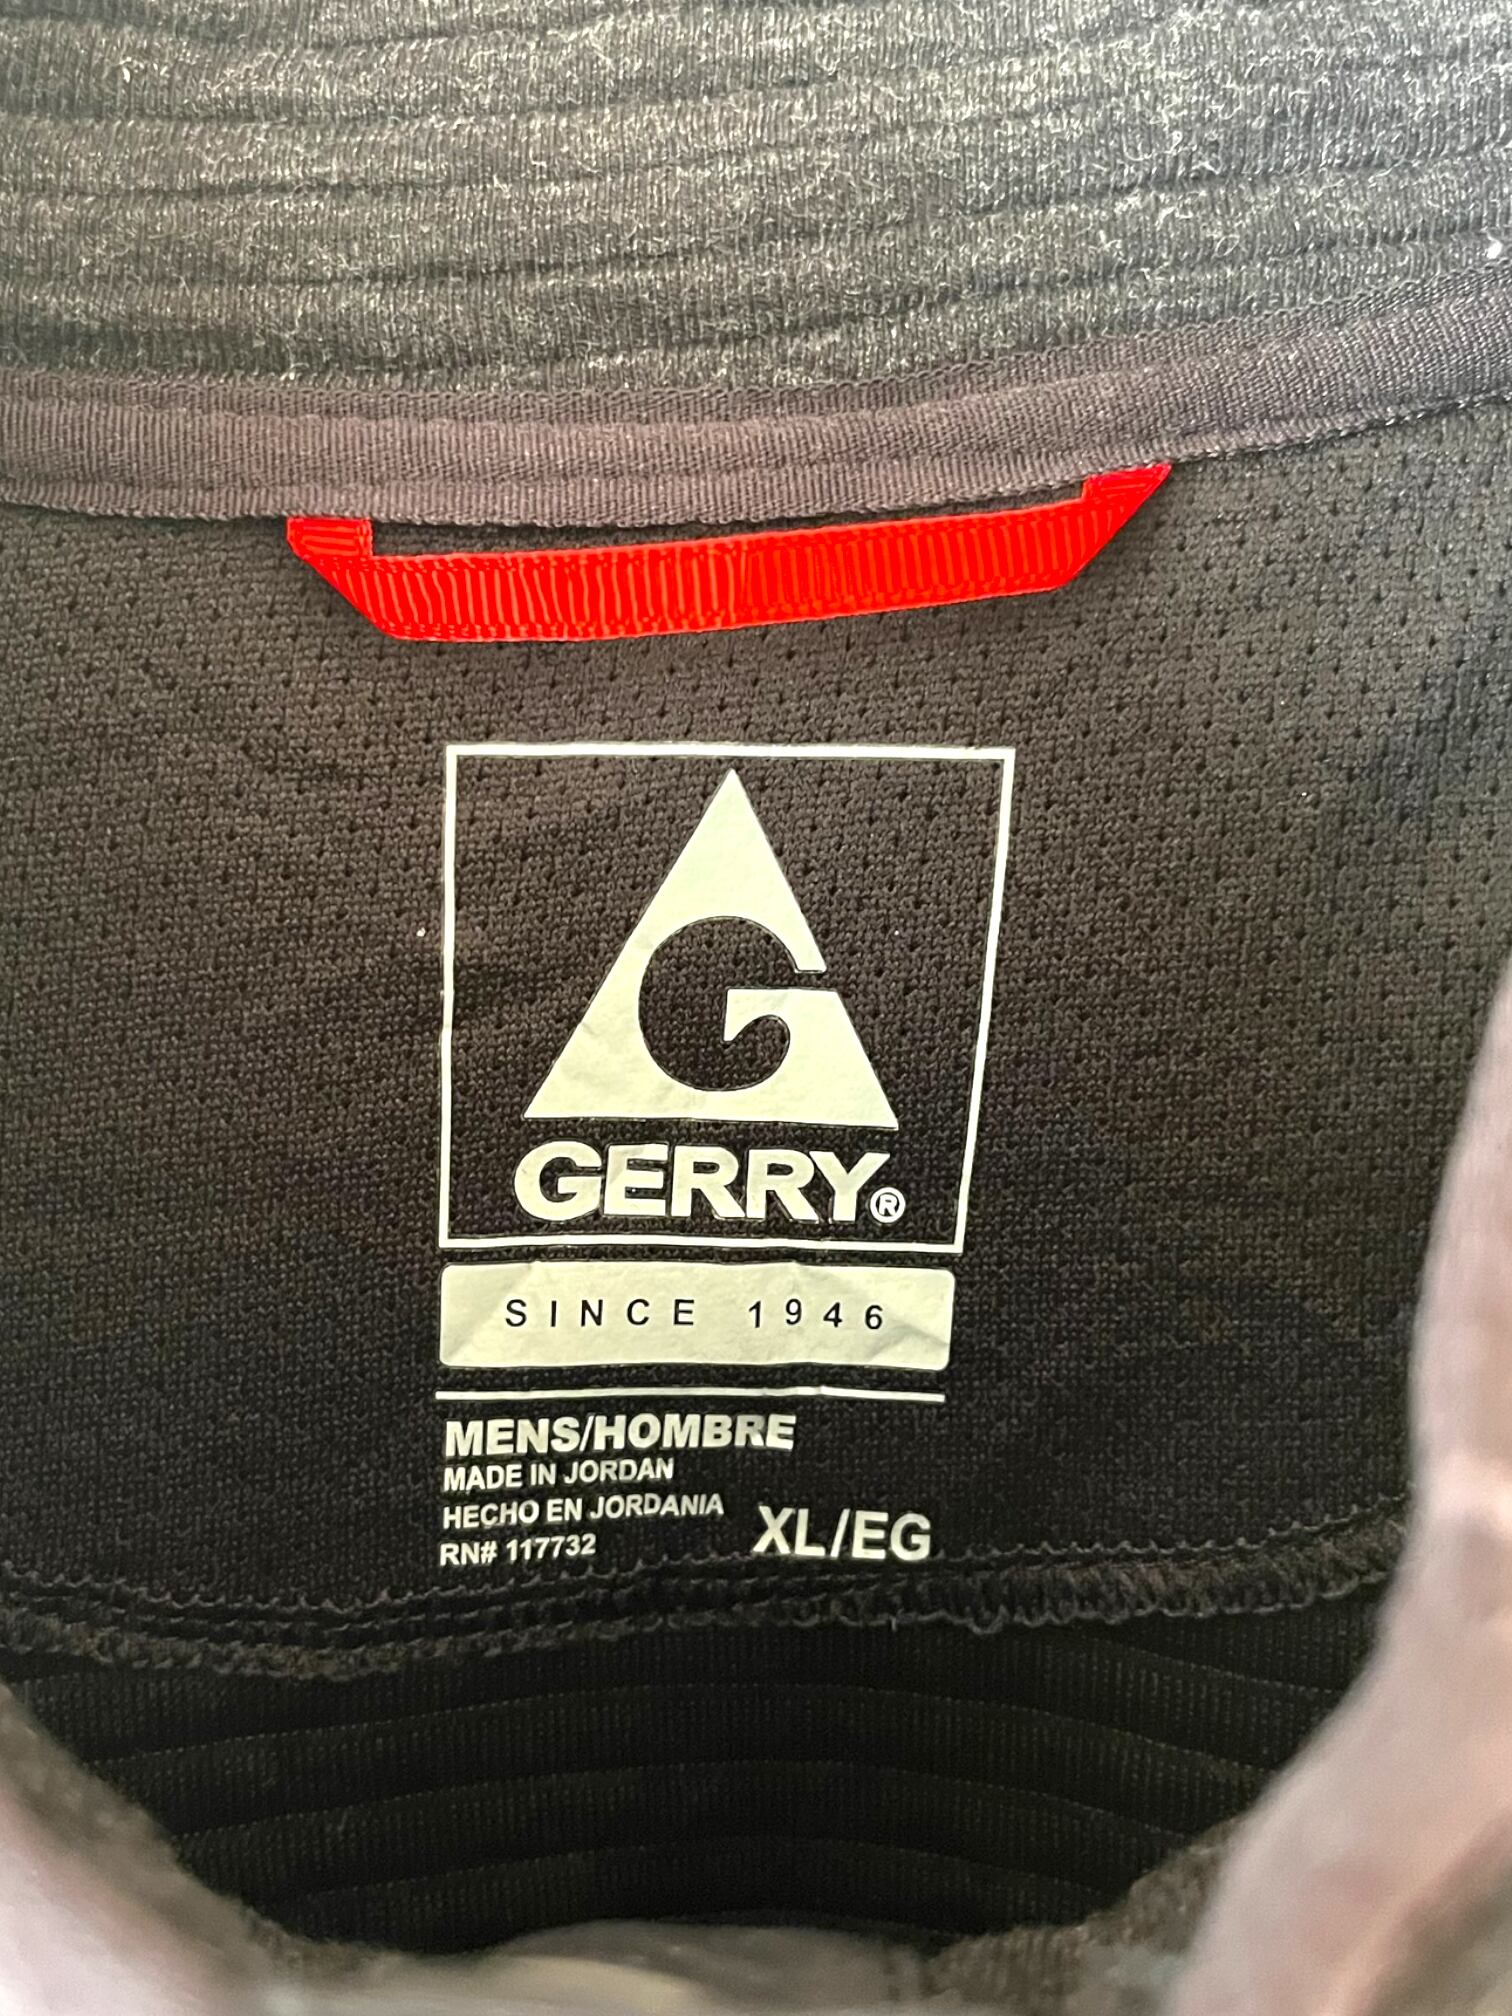 G
GERRY®
SINCE 1946
MENS/HOMBRE
MADE IN JORDAN
HECHO EN JORDANIA
RN# 117732
XL/EG